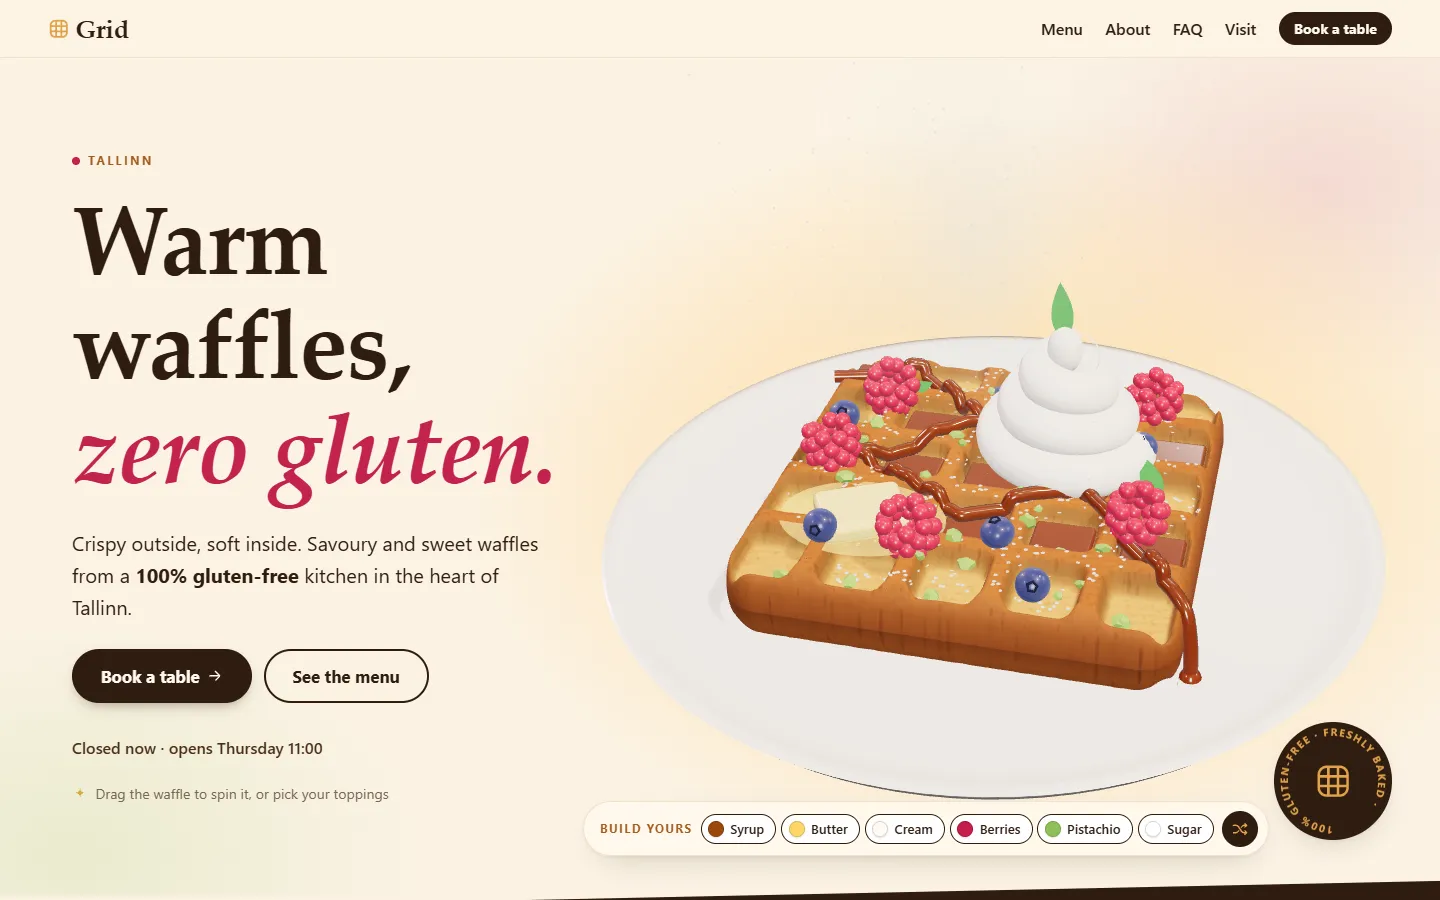 Grid
Menu About FAQ Visit Book a table
TALLINN
Warm
waffles,
zero gluten.
Crispy outside, soft inside. Savoury and sweet waffles
from a 100% gluten-free kitchen in the heart of
Tallinn.
Book a table → See the menu
Closed now · opens Thursday 11:00
Drag the waffle to spin it, or pick your toppings
BUILD YOURS Syrup Butter Cream Berries Pistachio Sugar
100% GLUTEN-FREE · FRESHLY BAKED ·